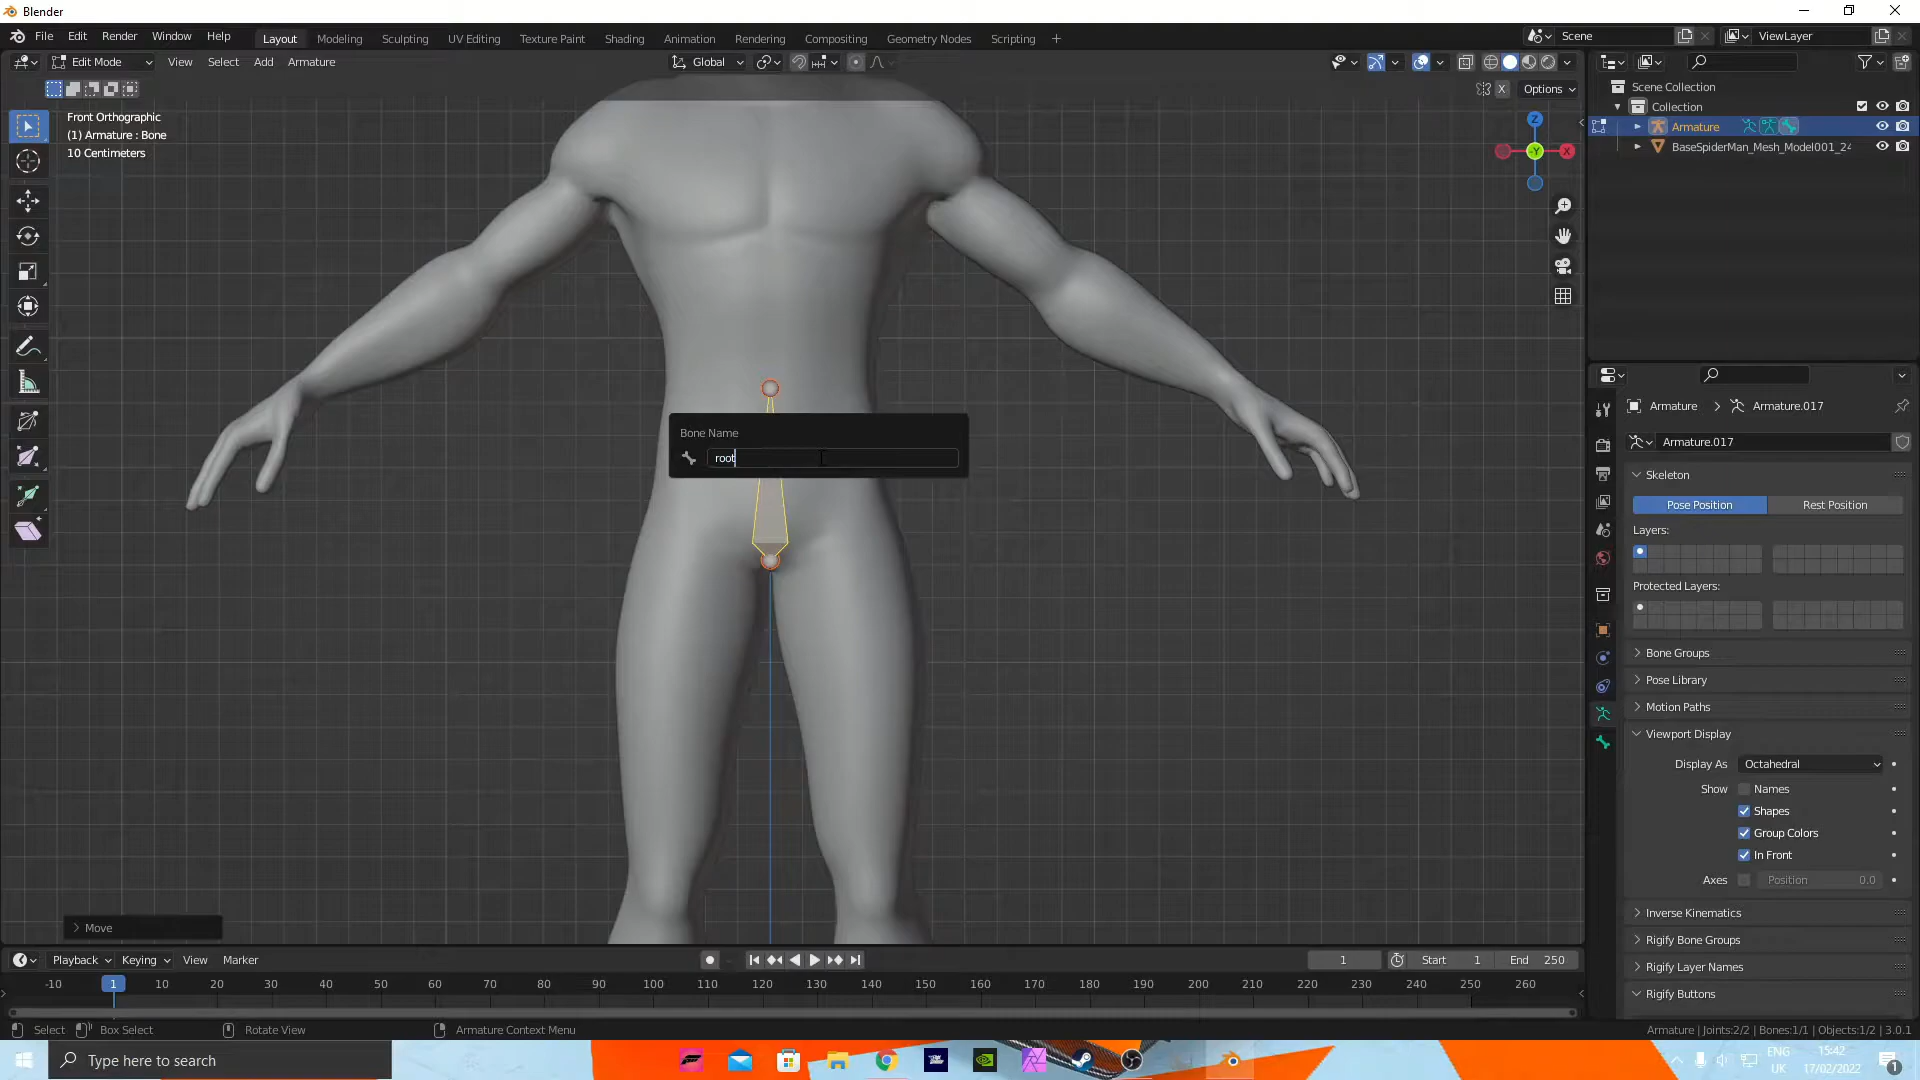 Blender
File Edit Render Window Help
Layout Modeling Sculpting UV Editing Texture Paint Shading Animation Rendering Compositing Geometry Nodes Scripting +
Scene
ViewLayer
Edit Mode View Select Add Armature
Global
X Options
Front Orthographic
(1) Armature : Bone
10 Centimeters
Z
-Y
X
Bone Name
root
Move
Scene Collection
Collection
Armature
BaseSpiderMan_Mesh_Model001_24
Armature > Armature.017
Armature.017
Skeleton
Pose Position Rest Position
Layers:
Protected Layers:
Bone Groups
Pose Library
Motion Paths
Viewport Display
Display As Octahedral
Show Names
Shapes
Group Colors
In Front
Axes Position 0.0
Inverse Kinematics
Rigify Bone Groups
Rigify Layer Names
Rigify Buttons
Playback Keying View Marker
1 Start 1 End 250
-10 1 10 20 30 40 50 60 70 80 90 100 110 120 130 140 150 160 170 180 190 200 210 220 230 240 250 260
Select Box Select Rotate View Armature Context Menu
Armature | Joints:2/2 | Bones:1/1 | Objects:1/2 | 3.0.1
Type here to search
ENG
UK
15:42
17/02/2022
1